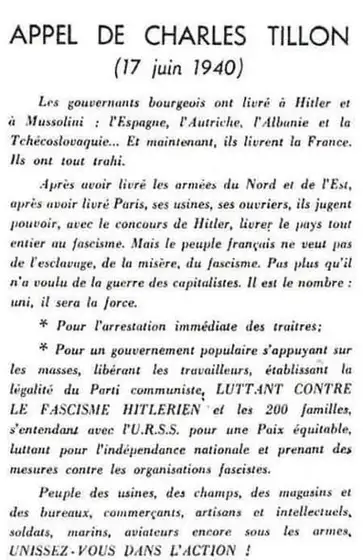 APPEL DE CHARLES TILLON
(17 juin 1940)
Les gouvernants bourgeois ont livré à Hitler et
à Mussolini : l'Espagne, l'Autriche, l'Albanie et la
Tchécoslovaquie... Et maintenant, ils livrent la France.
Ils ont tout trahi.
Après avoir livré les armées du Nord et de l'Est,
après avoir livré Paris, ses usines, ses ouvriers, ils jugent
pouvoir, avec le concours de Hitler, livrer le pays tout
entier au fascisme. Mais le peuple français ne veut pas
de l'esclavage, de la misère, du fascisme. Pas plus qu'il
n'a voulu de la guerre des capitalistes. Il est le nombre :
uni, il sera la force.
* Pour l'arrestation immédiate des traîtres;
* Pour un gouvernement populaire s'appuyant sur
les masses, libérant les travailleurs, établissant la
légalité du Parti communiste, LUTTANT CONTRE
LE FASCISME HITLERIEN et les 200 familles,
s'entendant avec l'U.R.S.S. pour une Paix équitable,
luttant pour l'indépendance nationale et prenant des
mesures contre les organisations fascistes.
Peuple des usines, des champs, des magasins et
des bureaux, commerçants, artisans et intellectuels,
soldats, marins, aviateurs encore sous les armes,
UNISSEZ-VOUS DANS L'ACTION !